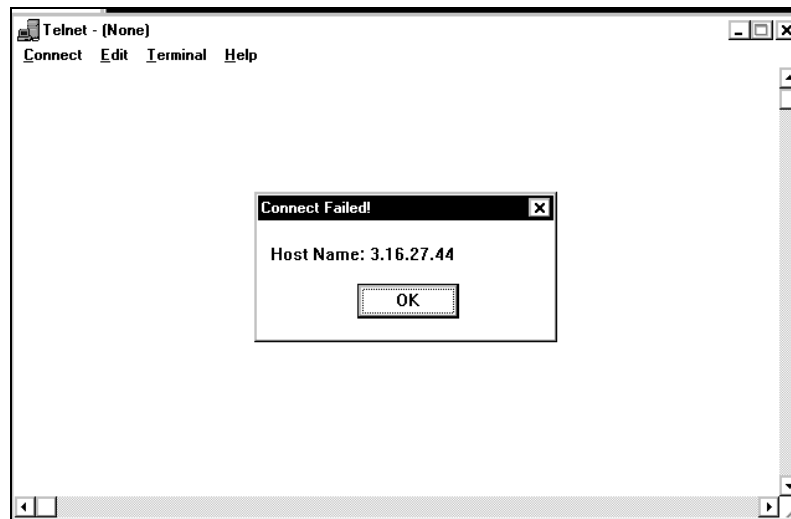 Telnet - (None)
Connect Edit Terminal Help
Connect Failed!
Host Name: 3.16.27.44
OK